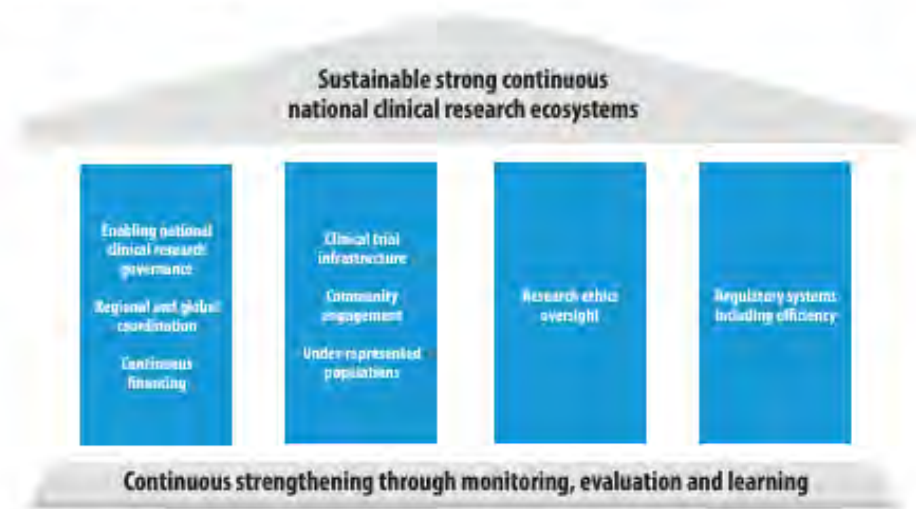 Sustainable strong continuous
national clinical research ecosystems
Enabling national
clinical research
governance
Regional and global
coordination
Continuous
financing
Clinical trial
infrastructure
Community
engagement
Under-represented
populations
Research ethics
oversight
Regulatory systems
including efficiency
Continuous strengthening through monitoring, evaluation and learning